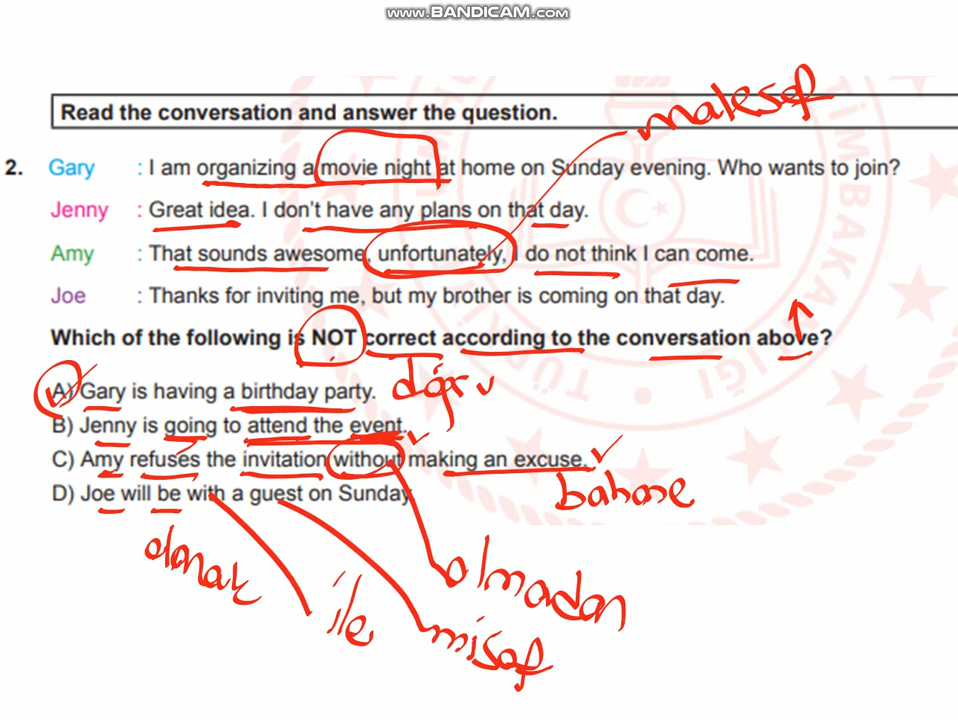 www.BANDICAM.com
Read the conversation and answer the question.
malesef
2. Gary : I am organizing a movie night at home on Sunday evening. Who wants to join?
Jenny : Great idea. I don't have any plans on that day.
Amy : That sounds awesome, unfortunately, I do not think I can come.
Joe : Thanks for inviting me, but my brother is coming on that day.
Which of the following is NOT correct according to the conversation above?
A) Gary is having a birthday party.
B) Jenny is going to attend the event.
C) Amy refuses the invitation without making an excuse.
bahane
D) Joe will be with a guest on Sunday.
olmadan
ile
misaf